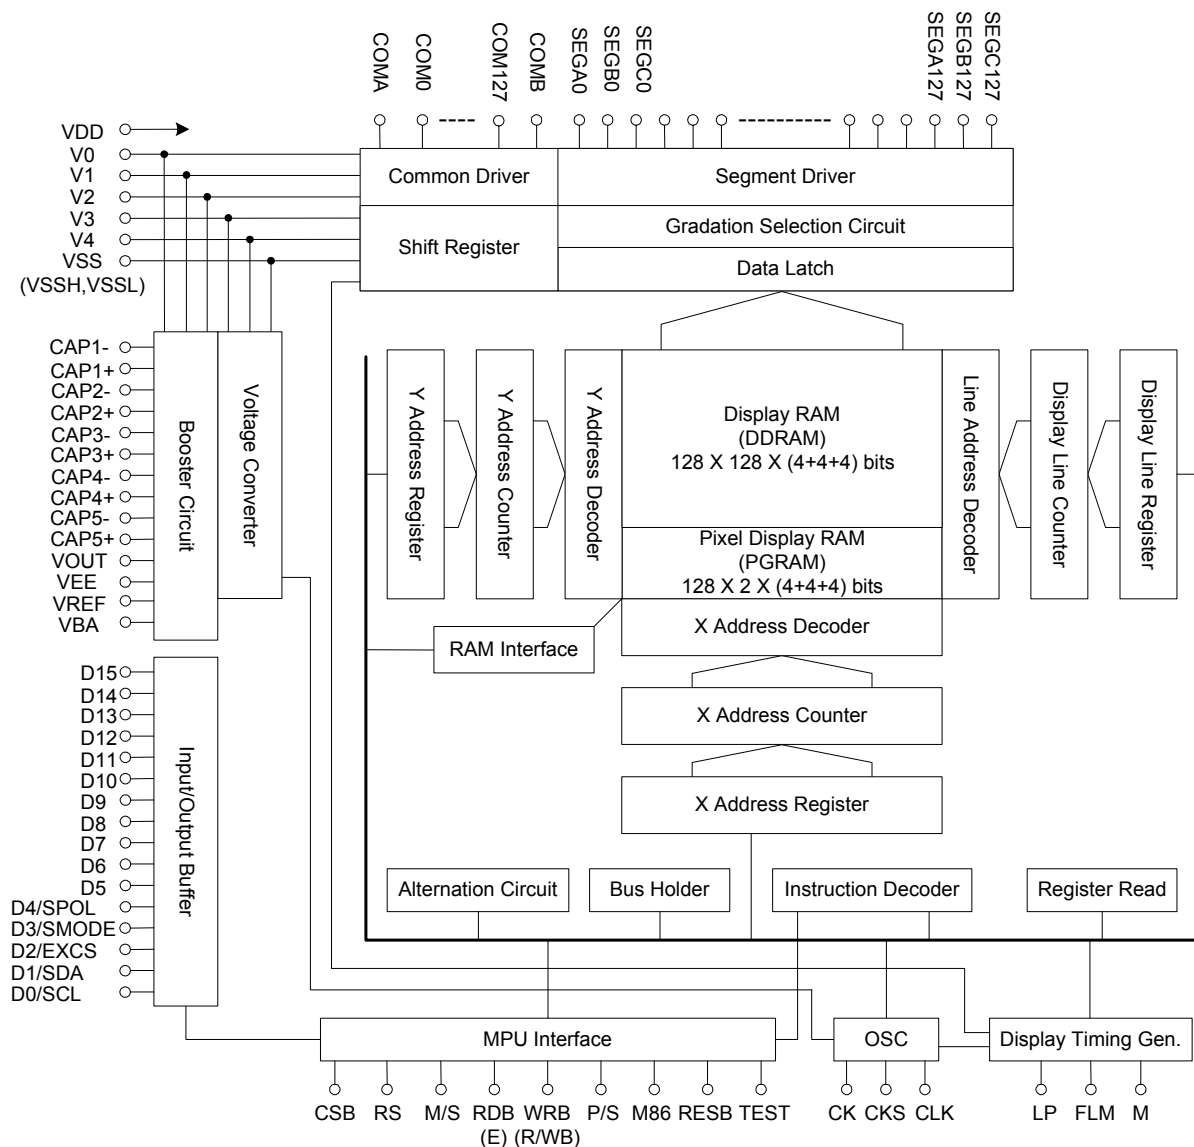 COMA
COM0
COM127
COMB
SEGA0
SEGB0
SEGC0
SEGA127
SEGB127
SEGC127
VDD
V0
V1
V2
V3
V4
VSS
(VSSH,VSSL)
Common Driver
Segment Driver
Shift Register
Gradation Selection Circuit
Data Latch
CAP1-
CAP1+
CAP2-
CAP2+
CAP3-
CAP3+
CAP4-
CAP4+
CAP5-
CAP5+
VOUT
VEE
VREF
VBA
Booster Circuit
Voltage Converter
Y Address Register
Y Address Counter
Y Address Decoder
Display RAM
(DDRAM)
128 X 128 X (4+4+4) bits
Pixel Display RAM
(PGRAM)
128 X 2 X (4+4+4) bits
Line Address Decoder
Display Line Counter
Display Line Register
RAM Interface
X Address Decoder
X Address Counter
X Address Register
D15
D14
D13
D12
D11
D10
D9
D8
D7
D6
D5
D4/SPOL
D3/SMODE
D2/EXCS
D1/SDA
D0/SCL
Input/Output Buffer
Alternation Circuit
Bus Holder
Instruction Decoder
Register Read
MPU Interface
OSC
Display Timing Gen.
CSB
RS
M/S
RDB
(E)
WRB
(R/WB)
P/S
M86
RESB
TEST
CK
CKS
CLK
LP
FLM
M